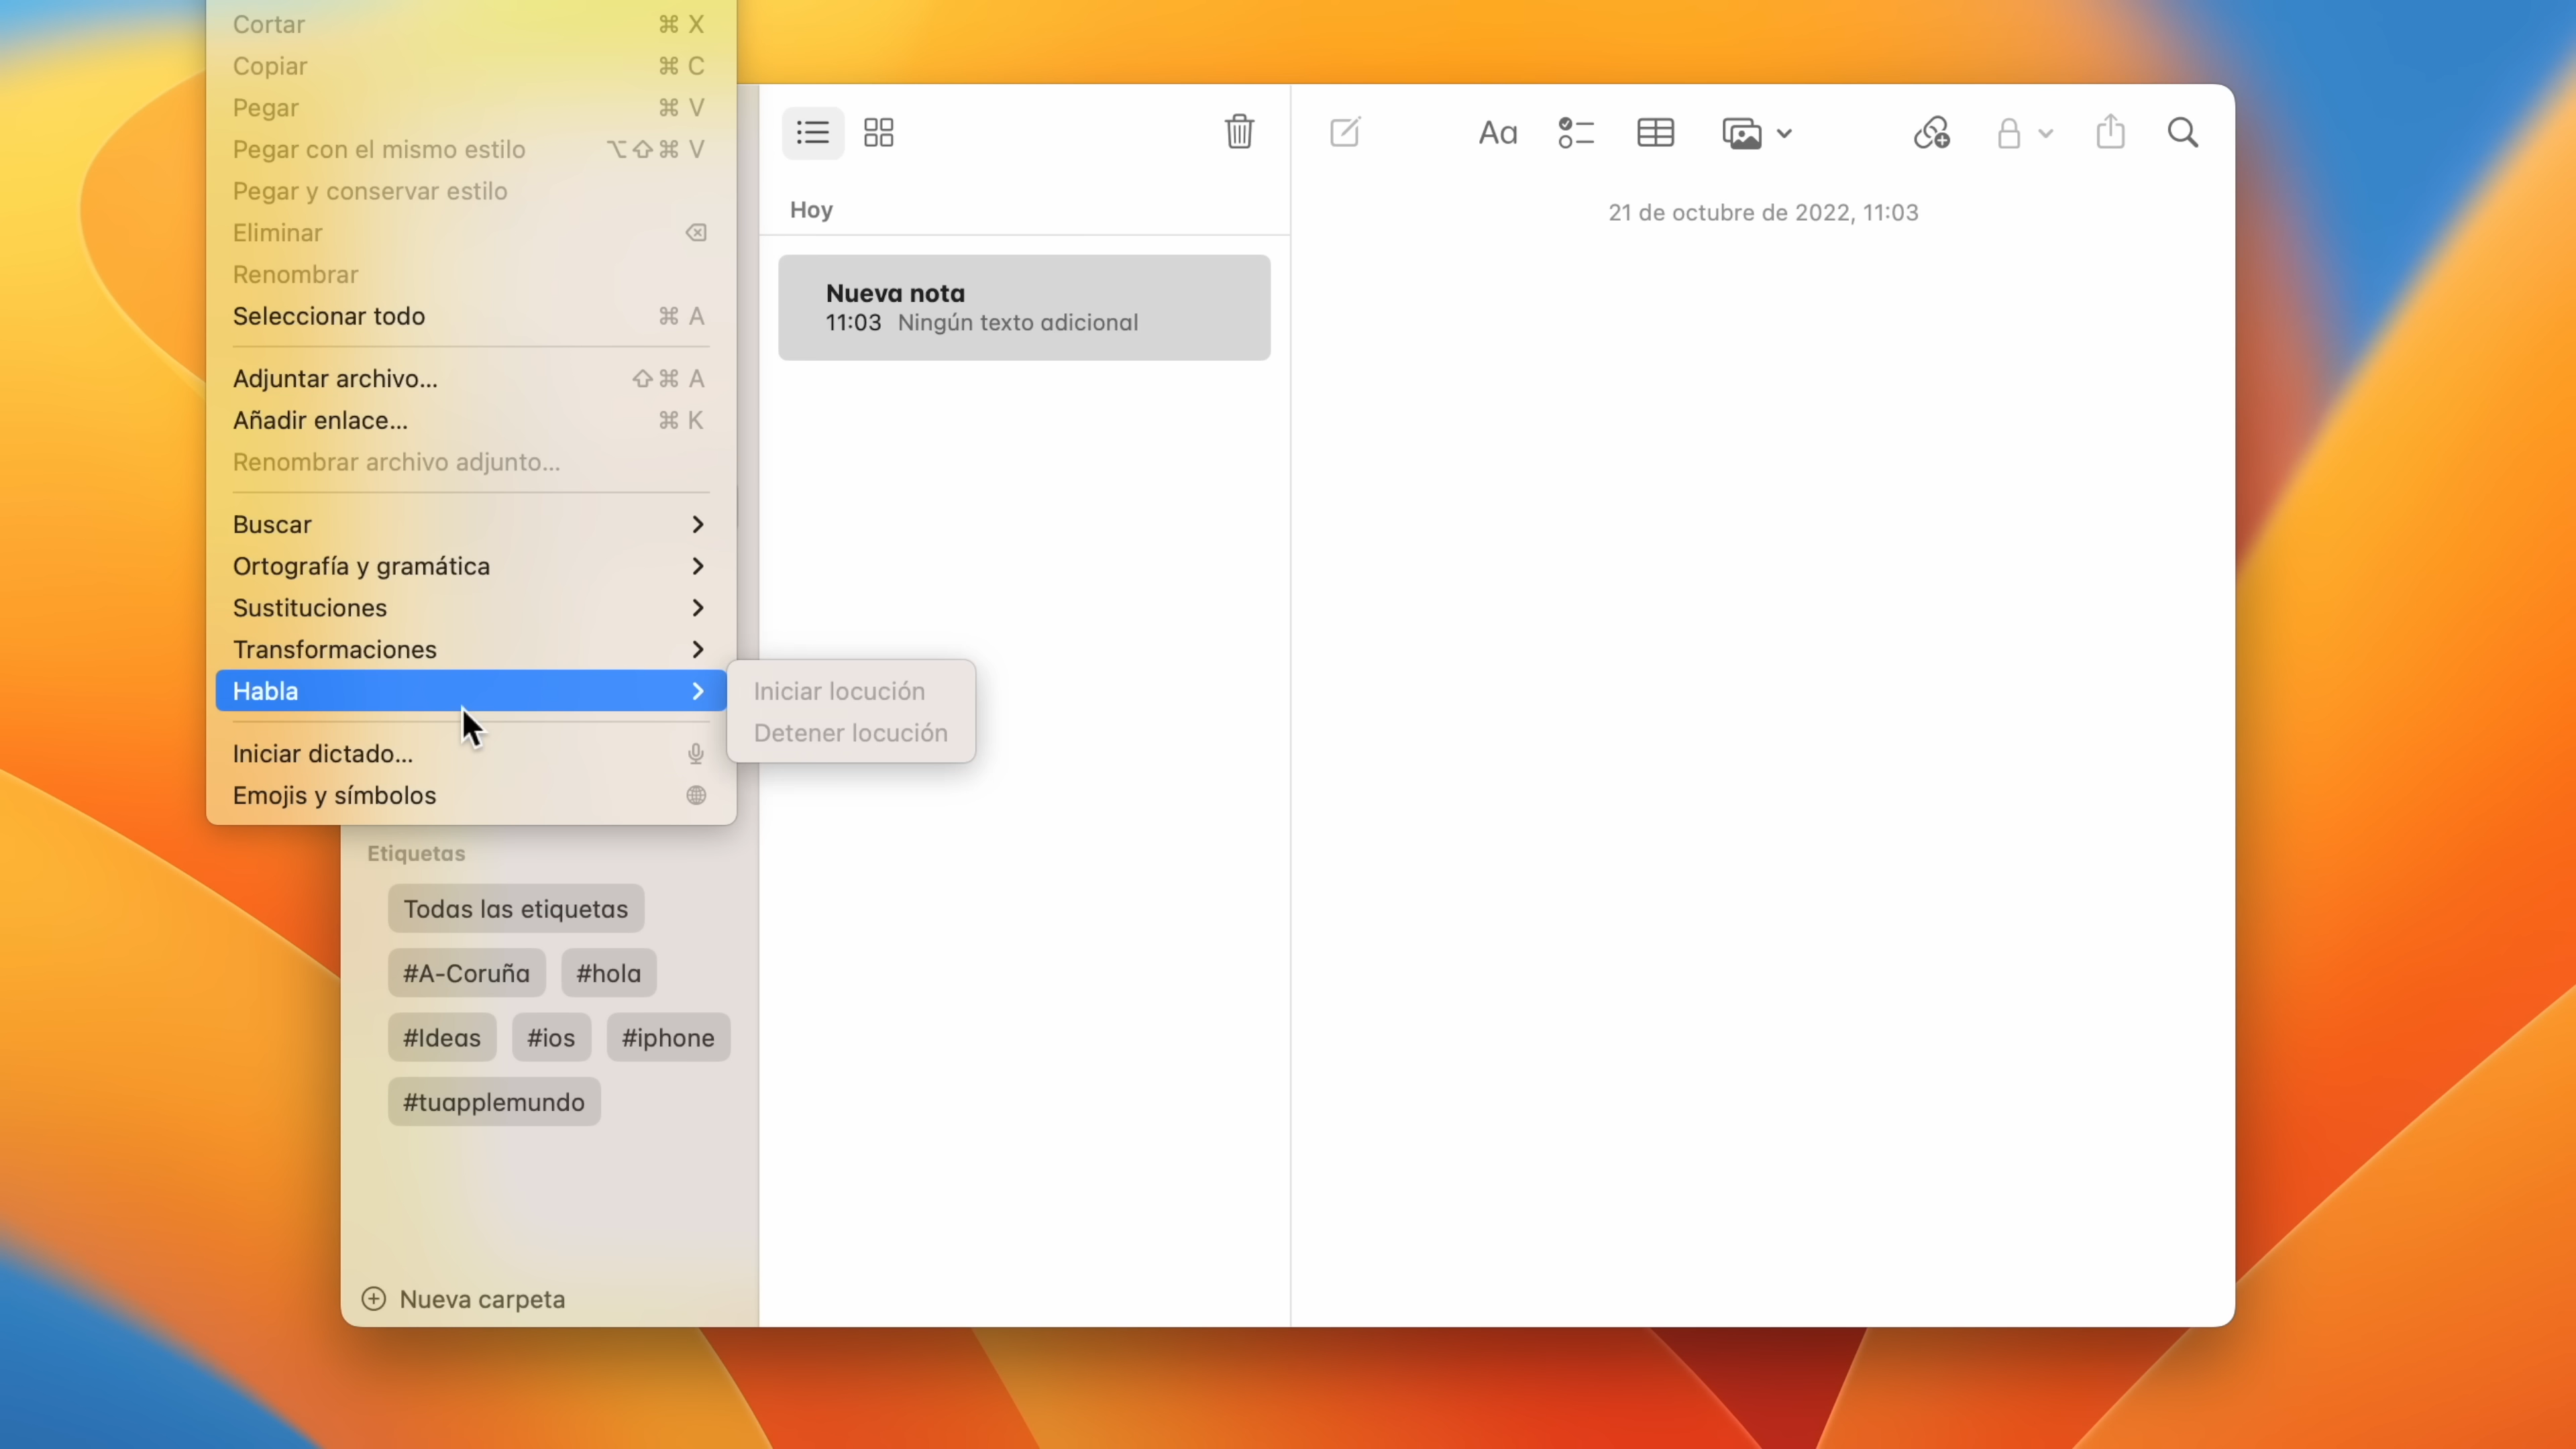 Cortar ⌘ X
Copiar ⌘ C
Pegar ⌘ V
Pegar con el mismo estilo ⌥⇧⌘ V
Pegar y conservar estilo
Eliminar
Renombrar
Seleccionar todo ⌘ A
Adjuntar archivo... ⇧⌘ A
Añadir enlace... ⌘ K
Renombrar archivo adjunto...
Buscar
Ortografía y gramática
Sustituciones
Transformaciones
Habla
Iniciar dictado...
Emojis y símbolos
Iniciar locución
Detener locución
Etiquetas
Todas las etiquetas
#A-Coruña #hola
#Ideas #ios #iphone
#tuapplemundo
Nueva carpeta
Hoy
Nueva nota
11:03 Ningún texto adicional
Aa
21 de octubre de 2022, 11:03